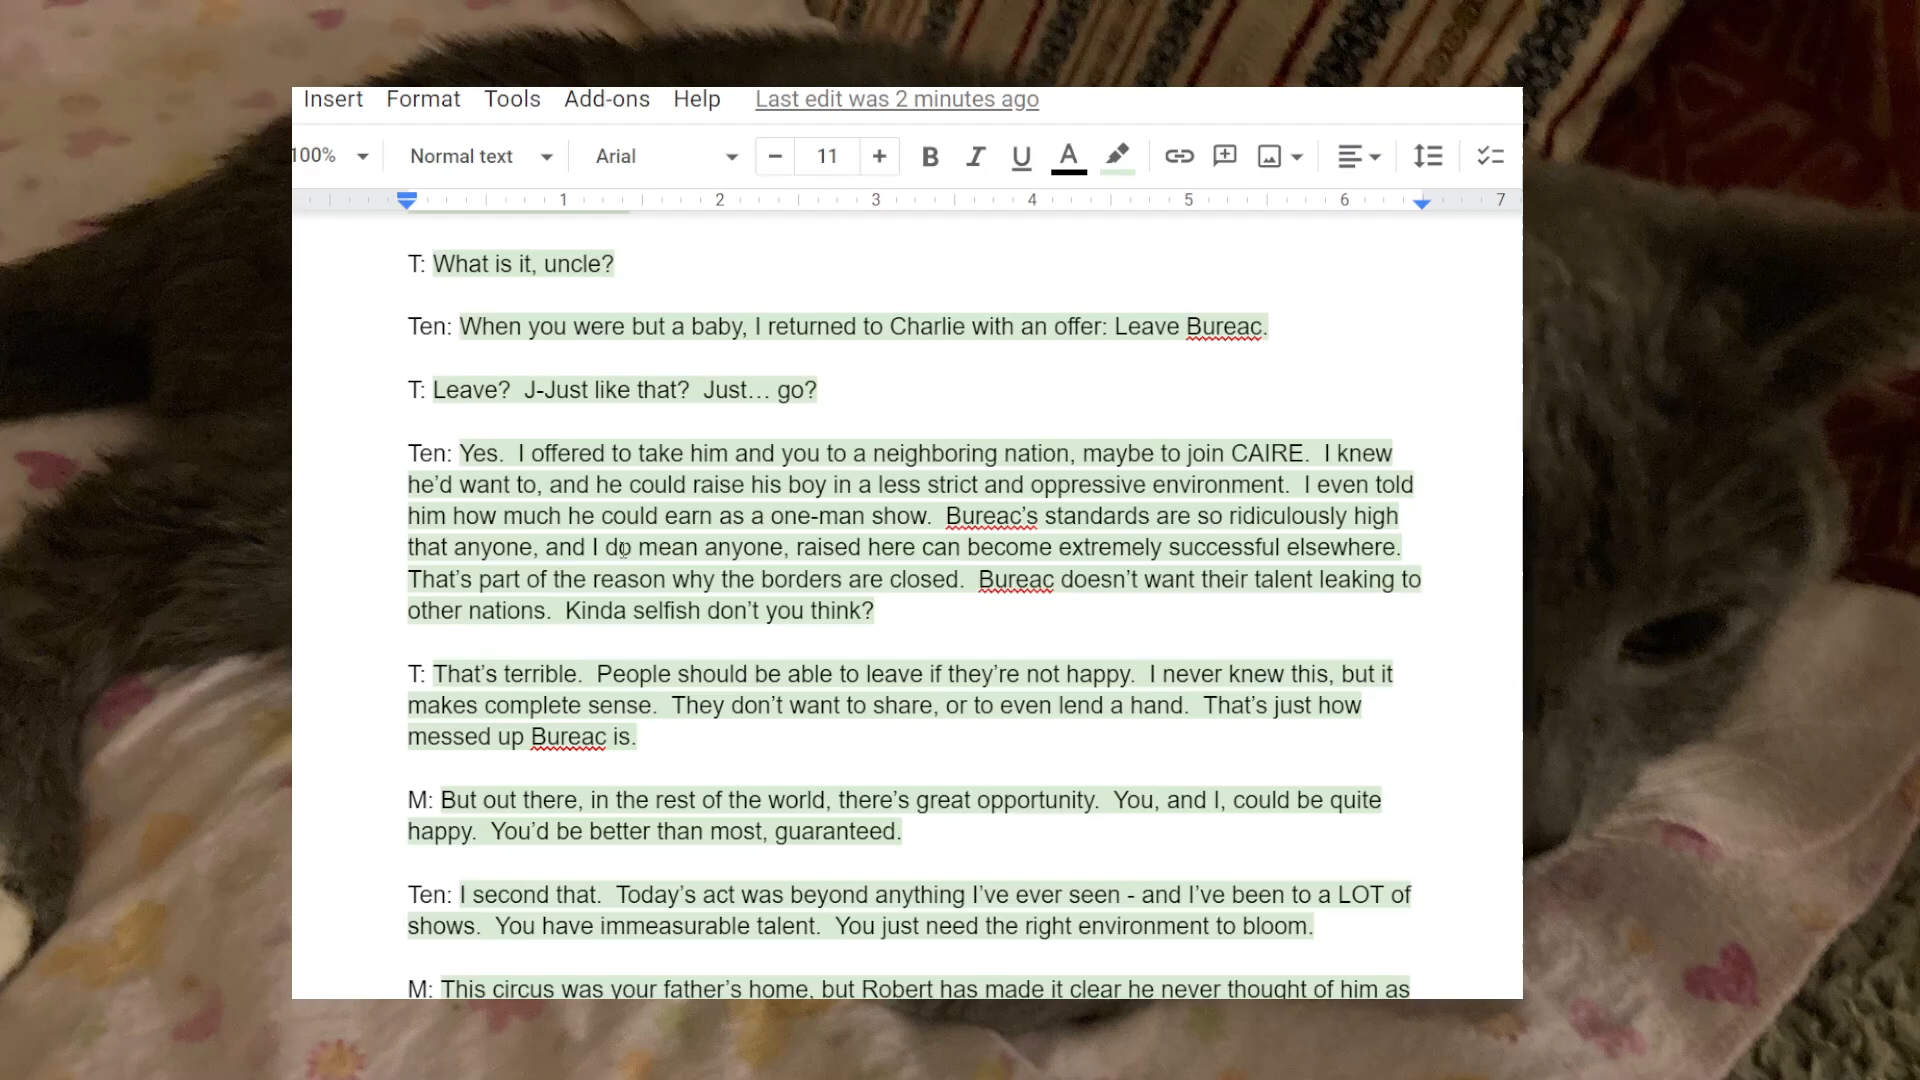 Insert Format Tools Add-ons Help Last edit was 2 minutes ago
100% Normal text Arial − 11 + B I U A
1 2 3 4 5 6 7
T: What is it, uncle?
Ten: When you were but a baby, I returned to Charlie with an offer: Leave Bureac.
T: Leave?  J-Just like that?  Just… go?
Ten: Yes.  I offered to take him and you to a neighboring nation, maybe to join CAIRE.  I knew
he’d want to, and he could raise his boy in a less strict and oppressive environment.  I even told
him how much he could earn as a one-man show.  Bureac’s standards are so ridiculously high
that anyone, and I do mean anyone, raised here can become extremely successful elsewhere.
That’s part of the reason why the borders are closed.  Bureac doesn’t want their talent leaking to
other nations.  Kinda selfish don’t you think?
T: That’s terrible.  People should be able to leave if they’re not happy.  I never knew this, but it
makes complete sense.  They don’t want to share, or to even lend a hand.  That’s just how
messed up Bureac is.
M: But out there, in the rest of the world, there’s great opportunity.  You, and I, could be quite
happy.  You’d be better than most, guaranteed.
Ten: I second that.  Today’s act was beyond anything I’ve ever seen - and I’ve been to a LOT of
shows.  You have immeasurable talent.  You just need the right environment to bloom.
M: This circus was your father’s home, but Robert has made it clear he never thought of him as